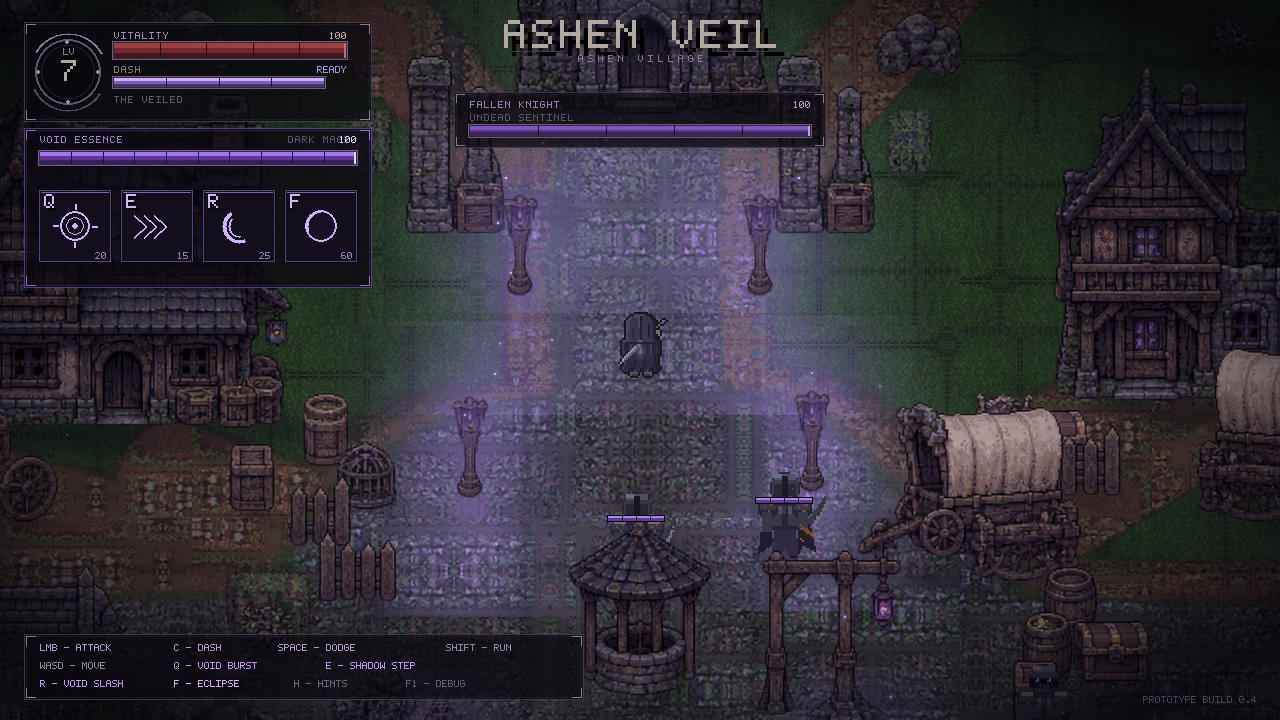 ASHEN VEIL
ASHEN VILLAGE
LV
7
VITALITY 100
DASH READY
THE VEILED
VOID ESSENCE 100
Q 20
E 15
R 25
F 60
FALLEN KNIGHT 100
UNDEAD SENTINEL
LMB - ATTACK C - DASH SPACE - DODGE SHIFT - RUN
WASD - MOVE Q - VOID BURST E - SHADOW STEP
R - VOID SLASH F - ECLIPSE H - HINTS F1 - DEBUG
PROTOTYPE BUILD 0.4